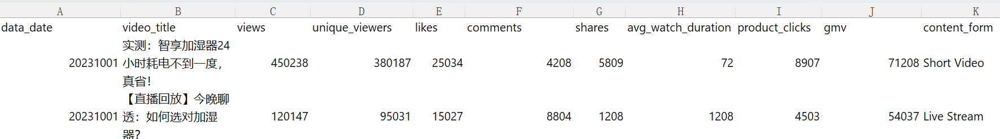 A B C D E F G H I J K
data_date video_title views unique_viewers likes comments shares avg_watch_duration product_clicks gmv content_form
20231001 实测：智享加湿器24
小时耗电不到一度，
真省！ 450238 380187 25034 4208 5809 72 8907 71208 Short Video
20231001 【直播回放】今晚聊
透：如何选对加湿
器？ 120147 95031 15027 8804 1208 1208 4503 54037 Live Stream